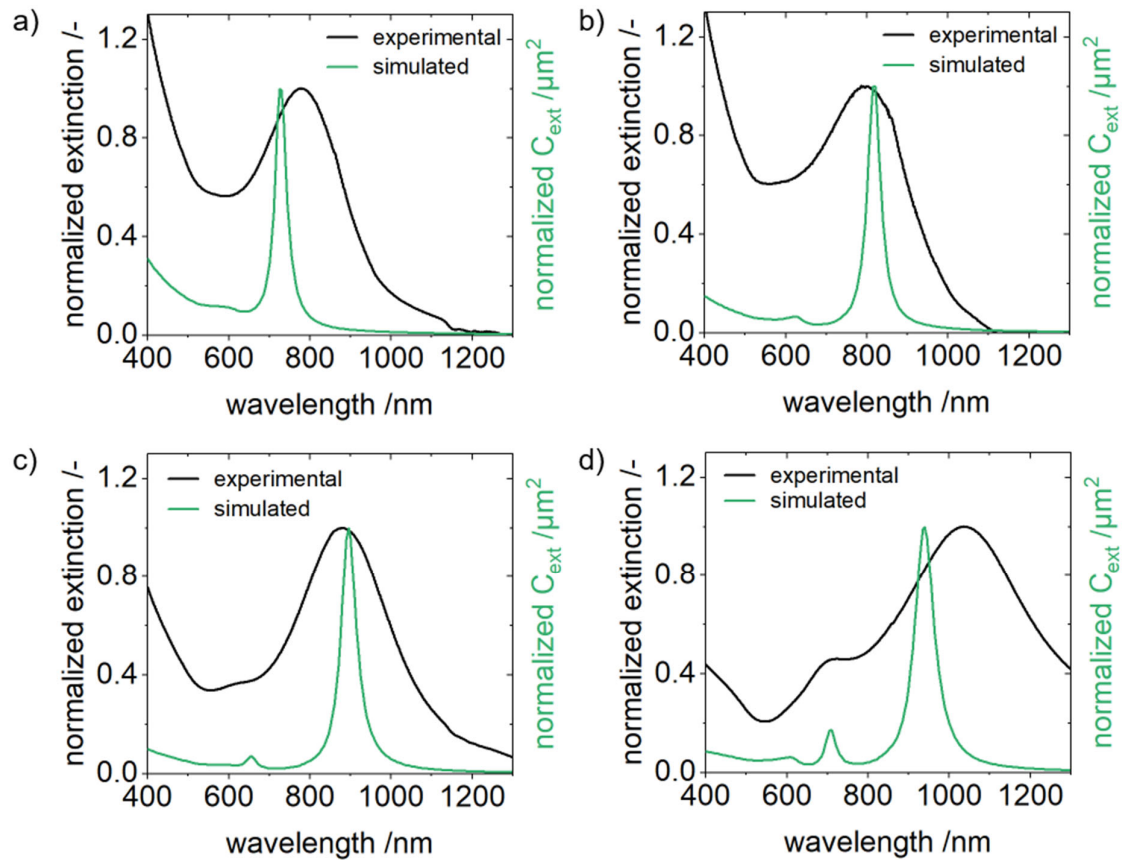 a)
normalized extinction /-
1.2
0.8
0.4
0.0
experimental
simulated
normalized C_ext /µm²
400 600 800 1000 1200
wavelength /nm
b)
normalized extinction /-
1.2
0.8
0.4
0.0
experimental
simulated
normalized C_ext /µm²
400 600 800 1000 1200
wavelength /nm
c)
normalized extinction /-
1.2
0.8
0.4
0.0
experimental
simulated
normalized C_ext /µm²
400 600 800 1000 1200
wavelength /nm
d)
normalized extinction /-
1.2
0.8
0.4
0.0
experimental
simulated
normalized C_ext /µm²
400 600 800 1000 1200
wavelength /nm